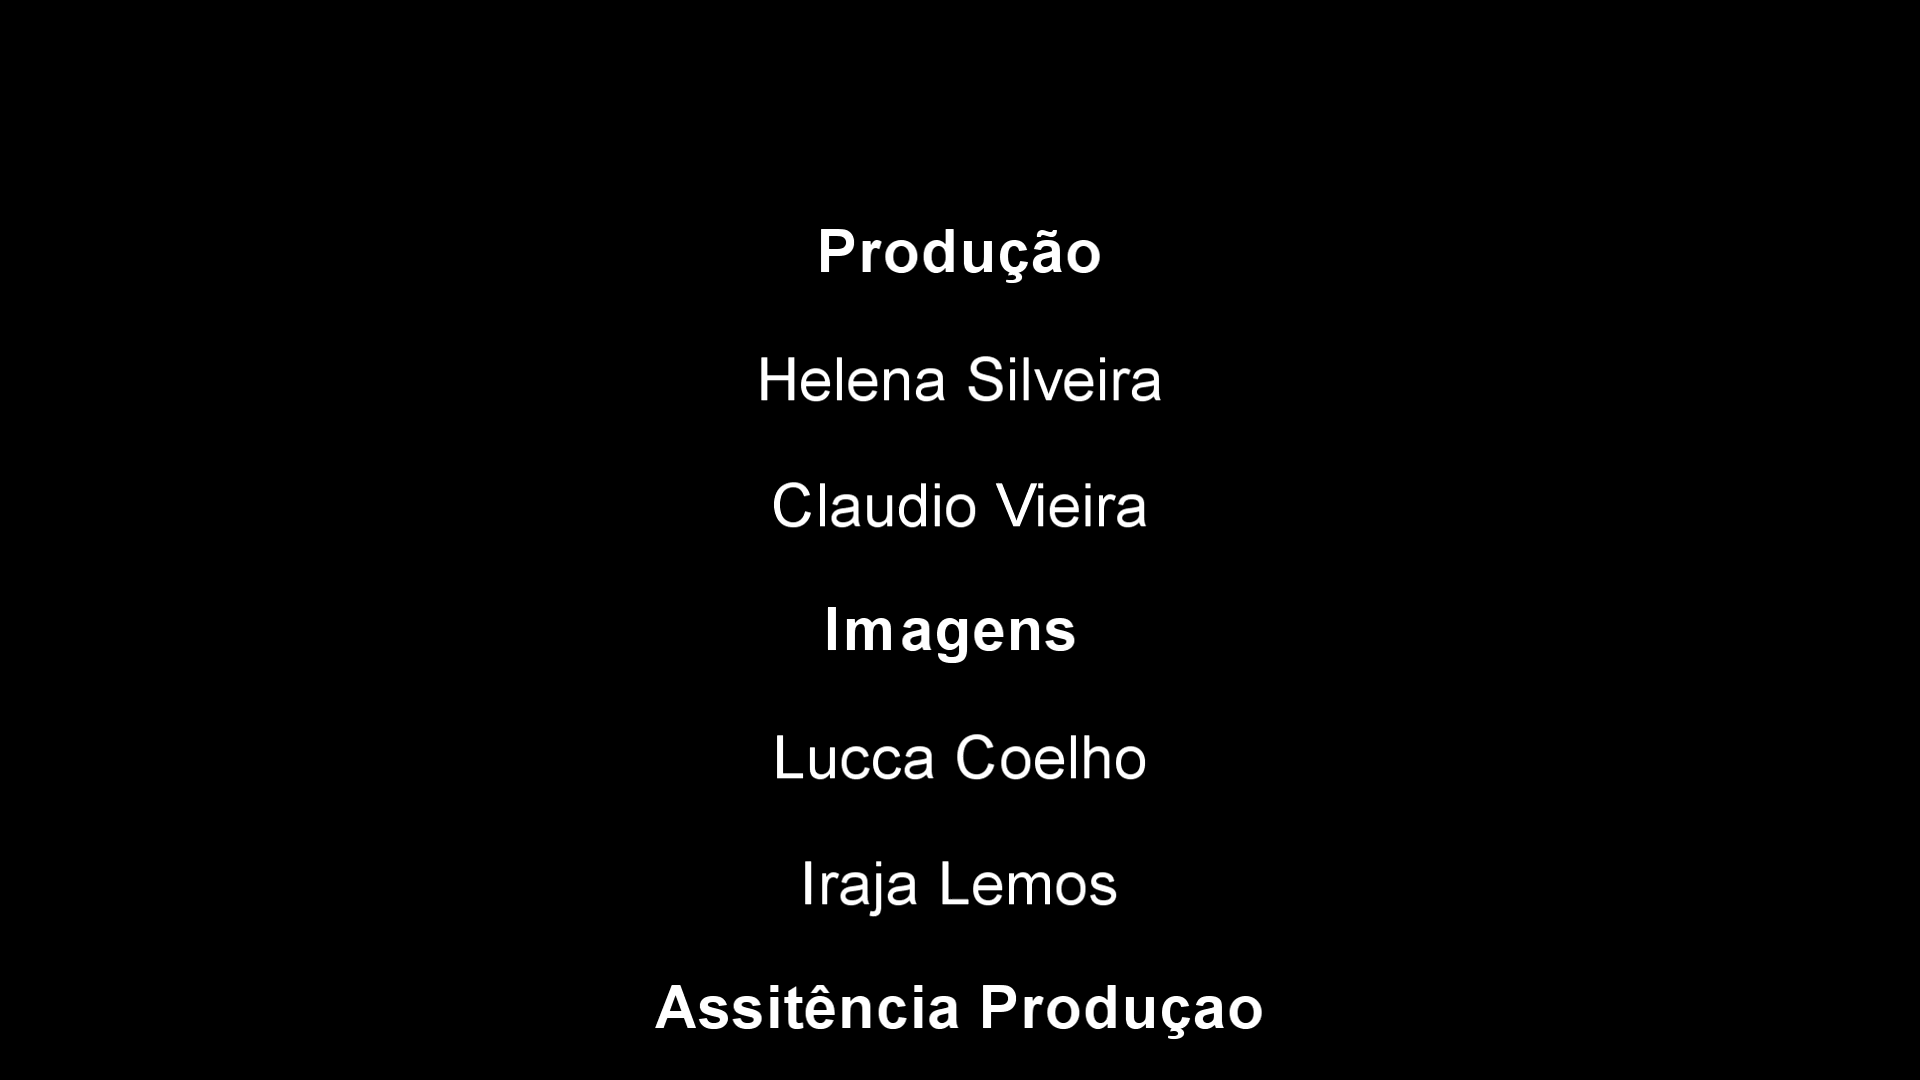 Produção
Helena Silveira
Claudio Vieira
Imagens
Lucca Coelho
Iraja Lemos
Assitência Produçao